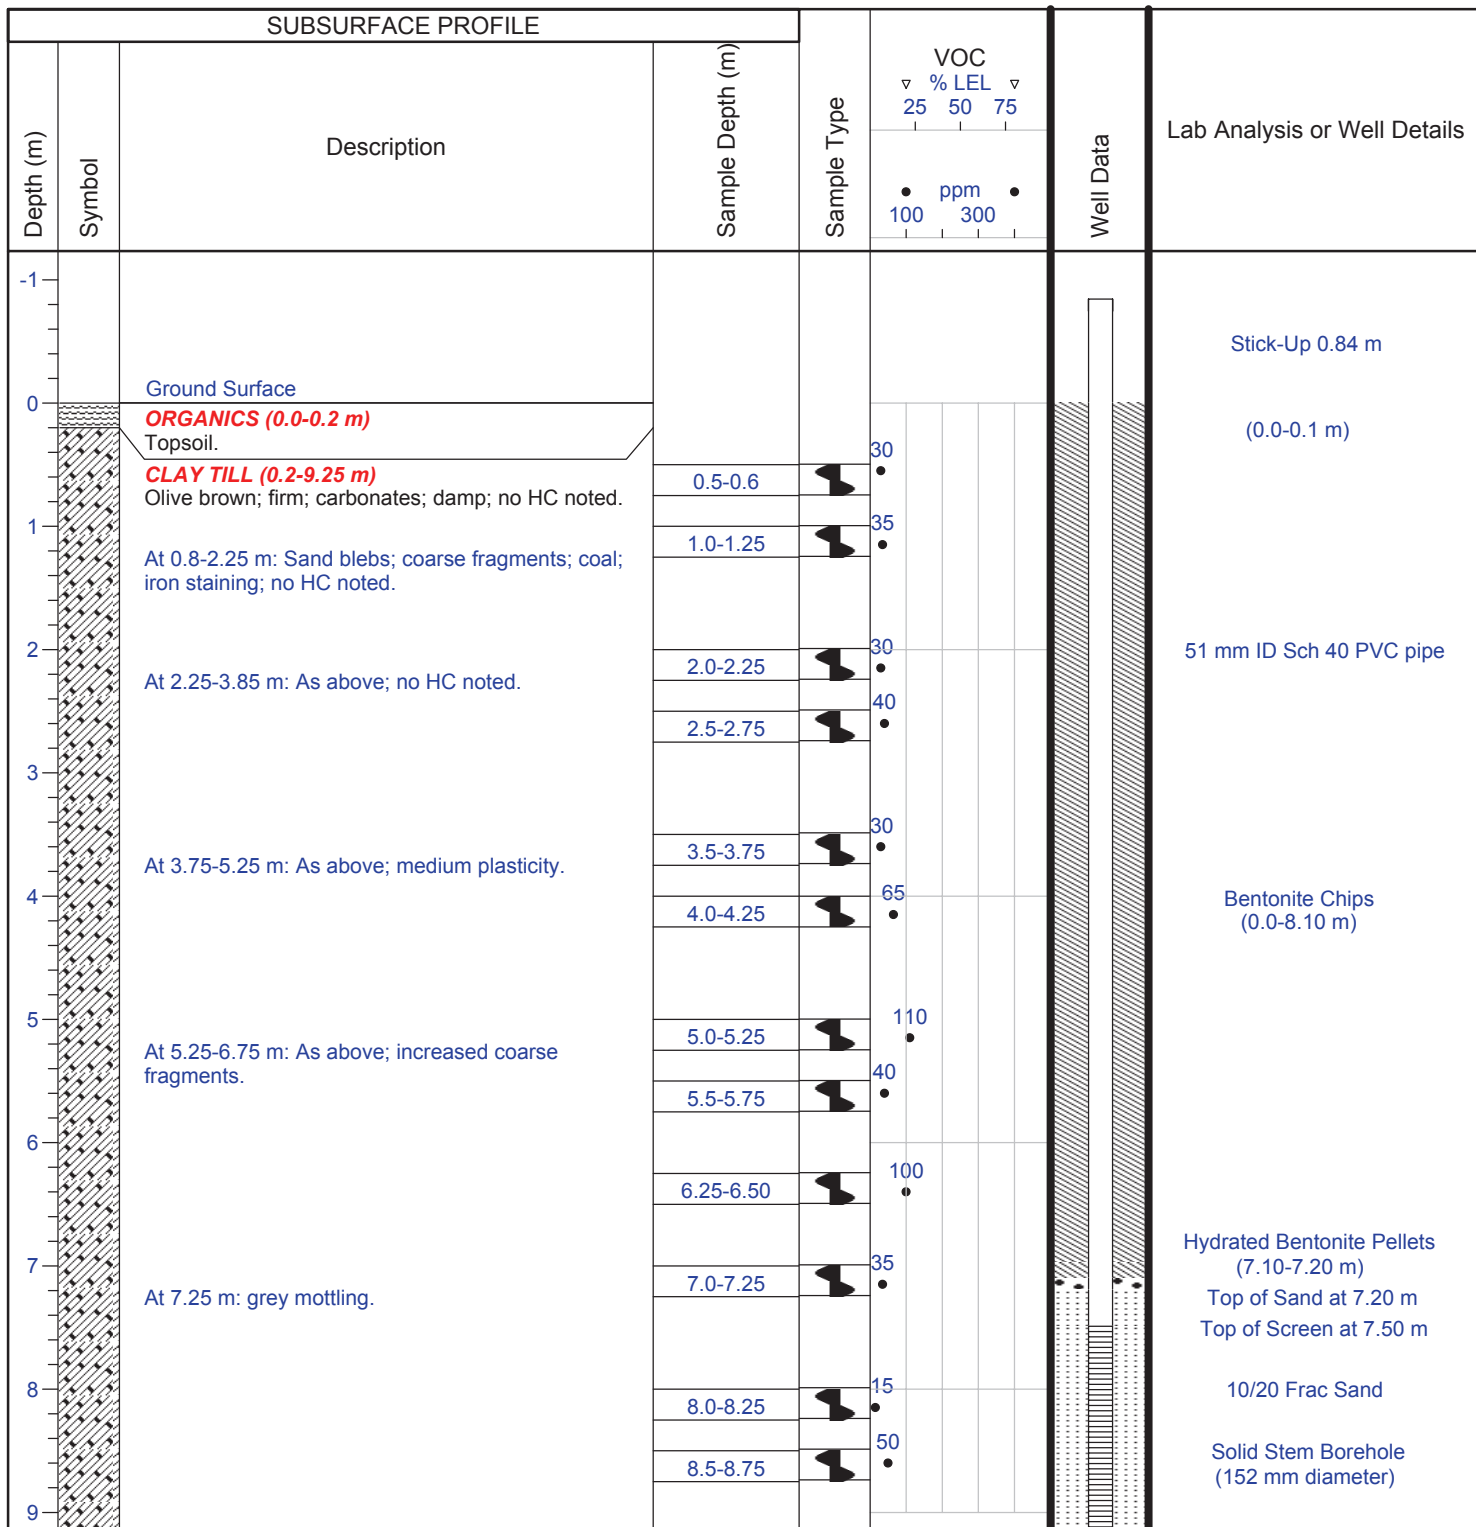 SUBSURFACE PROFILE
Depth (m)
Symbol
Description
Sample Depth (m)
Sample Type
VOC
% LEL
25 50 75
ppm
100 300
Well Data
Lab Analysis or Well Details
-1
Stick-Up 0.84 m
Ground Surface
0
ORGANICS (0.0-0.2 m)
Topsoil.
(0.0-0.1 m)
30
CLAY TILL (0.2-9.25 m)
Olive brown; firm; carbonates; damp; no HC noted.
0.5-0.6
1
35
1.0-1.25
At 0.8-2.25 m: Sand blebs; coarse fragments; coal;
iron staining; no HC noted.
2
30
51 mm ID Sch 40 PVC pipe
2.0-2.25
At 2.25-3.85 m: As above; no HC noted.
40
2.5-2.75
3
30
3.5-3.75
At 3.75-5.25 m: As above; medium plasticity.
4
65
4.0-4.25
Bentonite Chips
(0.0-8.10 m)
5
110
5.0-5.25
At 5.25-6.75 m: As above; increased coarse
fragments.
40
5.5-5.75
6
100
6.25-6.50
Hydrated Bentonite Pellets
(7.10-7.20 m)
7
35
7.0-7.25
At 7.25 m: grey mottling.
Top of Sand at 7.20 m
Top of Screen at 7.50 m
8
15
8.0-8.25
10/20 Frac Sand
50
8.5-8.75
Solid Stem Borehole
(152 mm diameter)
9